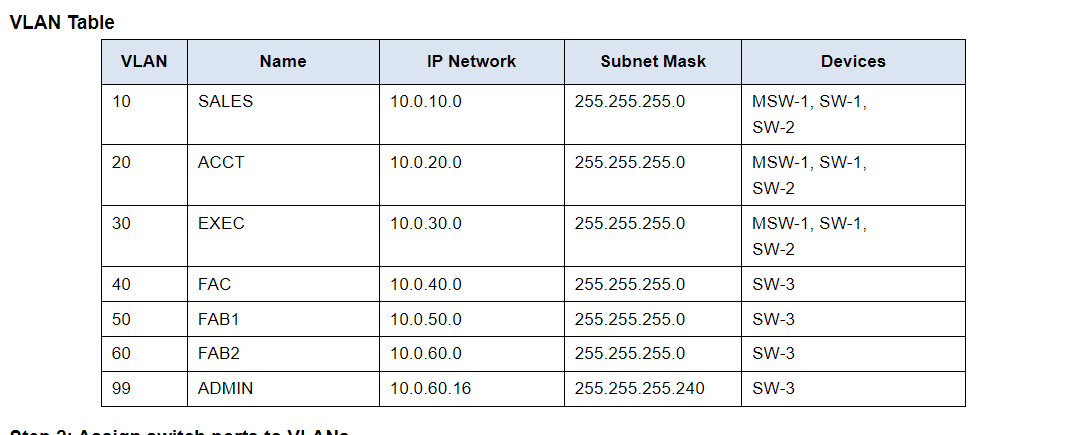 VLAN Table
VLAN Name IP Network Subnet Mask Devices
10 SALES 10.0.10.0 255.255.255.0 MSW-1, SW-1,
SW-2
20 ACCT 10.0.20.0 255.255.255.0 MSW-1, SW-1,
SW-2
30 EXEC 10.0.30.0 255.255.255.0 MSW-1, SW-1,
SW-2
40 FAC 10.0.40.0 255.255.255.0 SW-3
50 FAB1 10.0.50.0 255.255.255.0 SW-3
60 FAB2 10.0.60.0 255.255.255.0 SW-3
99 ADMIN 10.0.60.16 255.255.255.240 SW-3
Assign switch ports to VLANs